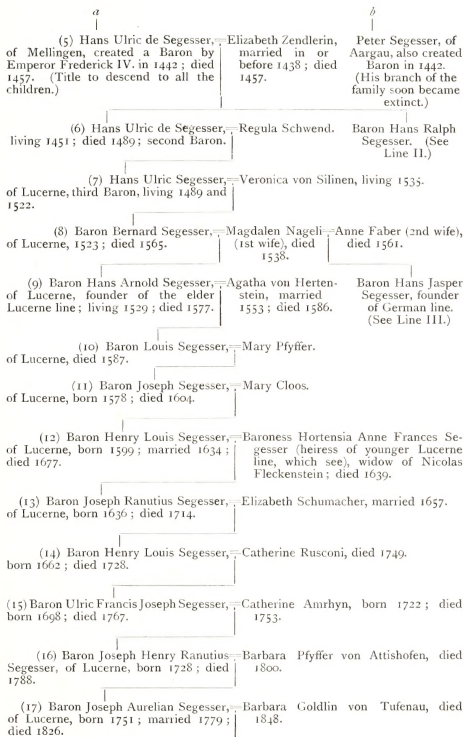 a b
(5) Hans Ulric de Segesser,
of Mellingen, created a Baron by
Emperor Frederick IV. in 1442 ; died
1457. (Title to descend to all the
children.)
Elizabeth Zendlerin,
married in or
before 1438 ; died
1457.
Peter Segesser, of
Aargau, also created
Baron in 1442.
(His branch of the
family soon became
extinct.)
(6) Hans Ulric de Segesser,
living 1451 ; died 1489 ; second Baron.
Regula Schwend.
Baron Hans Ralph
Segesser. (See
Line II.)
(7) Hans Ulric Segesser,
of Lucerne, third Baron, living 1489 and
1522.
Veronica von Silinen, living 1535.
(8) Baron Bernard Segesser,
of Lucerne, 1523 ; died 1565.
Magdalen Nageli
(1st wife), died
1538.
Anne Faber (2nd wife),
died 1561.
(9) Baron Hans Arnold Segesser,
of Lucerne, founder of the elder
Lucerne line ; living 1529 ; died 1577.
Agatha von Herten-
stein, married
1553 ; died 1586.
Baron Hans Jasper
Segesser, founder
of German line.
(See Line III.)
(10) Baron Louis Segesser,
of Lucerne, died 1587.
Mary Pfyffer.
(11) Baron Joseph Segesser,
of Lucerne, born 1578 ; died 1604.
Mary Cloos.
(12) Baron Henry Louis Segesser,
of Lucerne, born 1599 ; married 1634 ;
died 1677.
Baroness Hortensia Anne Frances Se-
gesser (heiress of younger Lucerne
line, which see), widow of Nicolas
Fleckenstein ; died 1639.
(13) Baron Joseph Ranutius Segesser,
of Lucerne, born 1636 ; died 1714.
Elizabeth Schumacher, married 1657.
(14) Baron Henry Louis Segesser,
born 1662 ; died 1728.
Catherine Rusconi, died 1749.
(15) Baron Ulric Francis Joseph Segesser,
born 1698 ; died 1767.
Catherine Amrhyn, born 1722 ; died
1753.
(16) Baron Joseph Henry Ranutius
Segesser, of Lucerne, born 1728 ; died
1788.
Barbara Pfyffer von Attishofen, died
1800.
(17) Baron Joseph Aurelian Segesser,
of Lucerne, born 1751 ; married 1779 ;
died 1826.
Barbara Goldlin von Tufenau, died
1848.